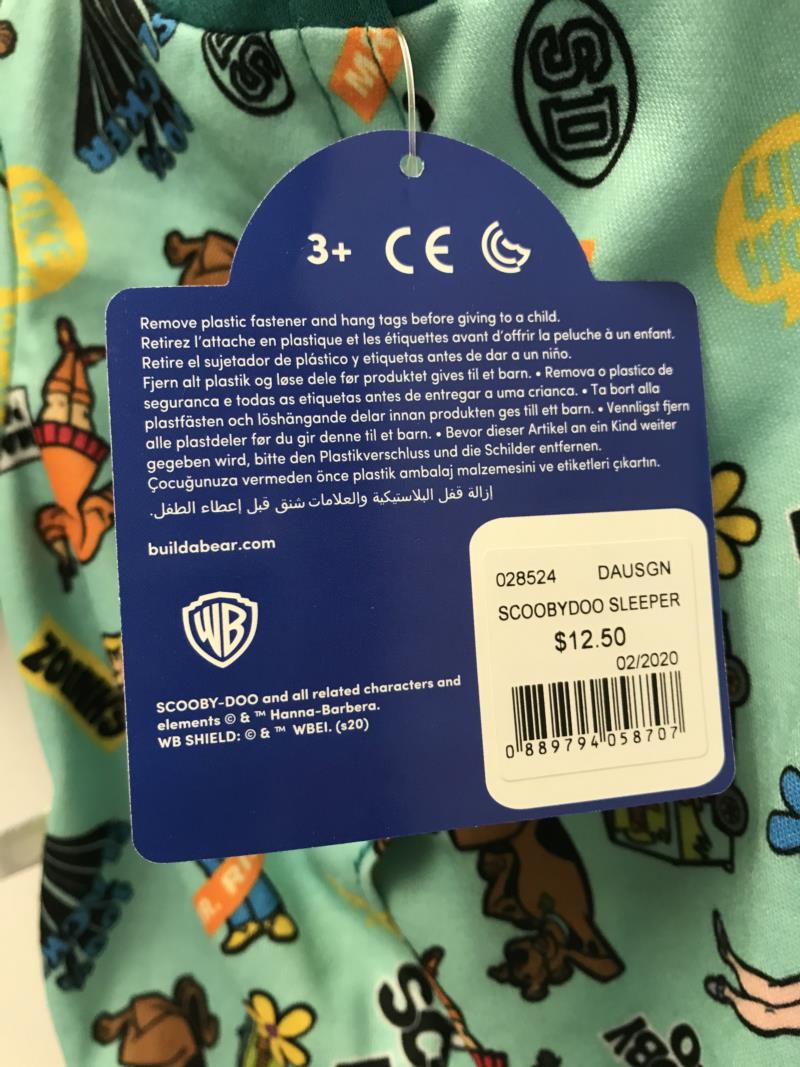 SD
3+ CE
Remove plastic fastener and hang tags before giving to a child.
Retirez l'attache en plastique et les étiquettes avant d'offrir la peluche à un enfant.
Retire el sujetador de plástico y etiquetas antes de dar a un niño.
Fjern alt plastik og løse dele før produktet gives til et barn. • Remova o plastico de
seguranca e todas as etiquetas antes de entregar a uma crianca. • Ta bort alla
plastfästen och löshängande delar innan produkten ges till ett barn. • Vennligst fjern
alle plastdeler før du gir denne til et barn. • Bevor dieser Artikel an ein Kind weiter
gegeben wird, bitte den Plastikverschluss und die Schilder entfernen.
Çocuğunuza vermeden önce plastik ambalaj malzemesini ve etiketleri çıkartın.
إزالة قفل البلاستيكية والعلامات شنق قبل إعطاء الطفل.
buildabear.com
WB
SCOOBY-DOO and all related characters and
elements © & ™ Hanna-Barbera.
WB SHIELD: © & ™ WBEI. (s20)
028524 DAUSGN
SCOOBYDOO SLEEPER
$12.50
02/2020
0 889794 058707
LIKE
ZOINKS